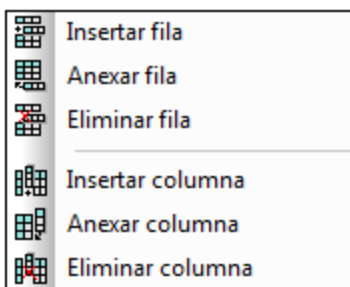 Insertar fila
Anexar fila
Eliminar fila
Insertar columna
Anexar columna
Eliminar columna